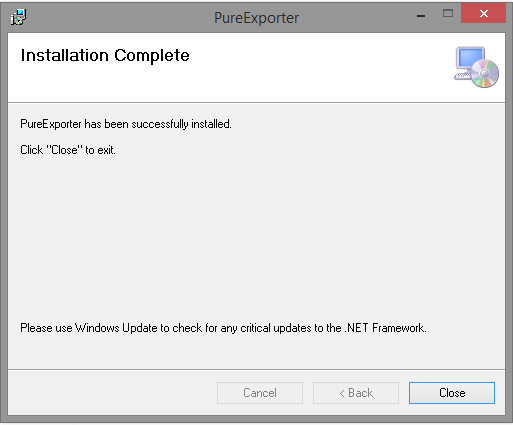 PureExporter
Installation Complete
PureExporter has been successfully installed.
Click "Close" to exit.
Please use Windows Update to check for any critical updates to the .NET Framework.
Cancel
< Back
Close